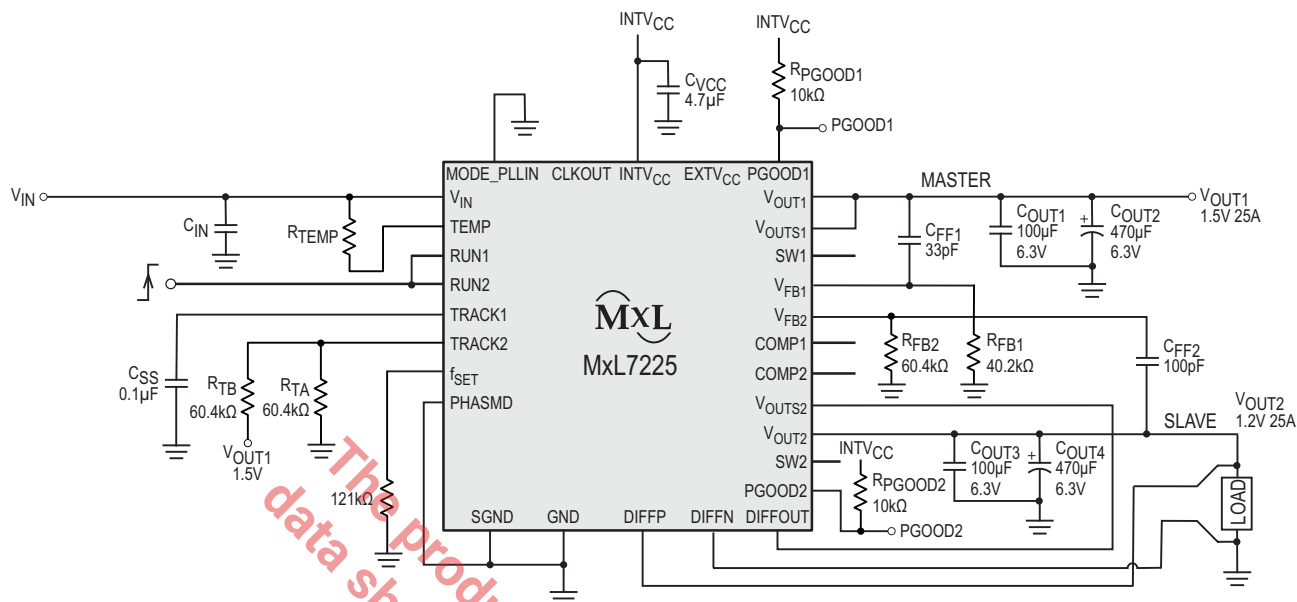 INTVCC
INTVCC
CVCC
4.7µF
RPGOOD1
10kΩ
PGOOD1
MODE_PLLIN CLKOUT INTVCC EXTVCC PGOOD1
VIN
VIN
TEMP
RUN1
RUN2
TRACK1
TRACK2
fSET
PHASMD
CIN
RTEMP
CSS
0.1µF
RTB
60.4kΩ
RTA
60.4kΩ
VOUT1
1.5V
121kΩ
MXL
MxL7225
VOUT1
VOUTS1
SW1
VFB1
VFB2
COMP1
COMP2
VOUTS2
VOUT2
SW2
PGOOD2
SGND GND DIFFP DIFFN DIFFOUT
MASTER
VOUT1
1.5V 25A
CFF1
33pF
COUT1
100µF
6.3V
+
COUT2
470µF
6.3V
RFB2
60.4kΩ
RFB1
40.2kΩ
CFF2
100pF
SLAVE
VOUT2
1.2V 25A
INTVCC
RPGOOD2
10kΩ
PGOOD2
COUT3
100µF
6.3V
+
COUT4
470µF
6.3V
LOAD
The prod
data sh